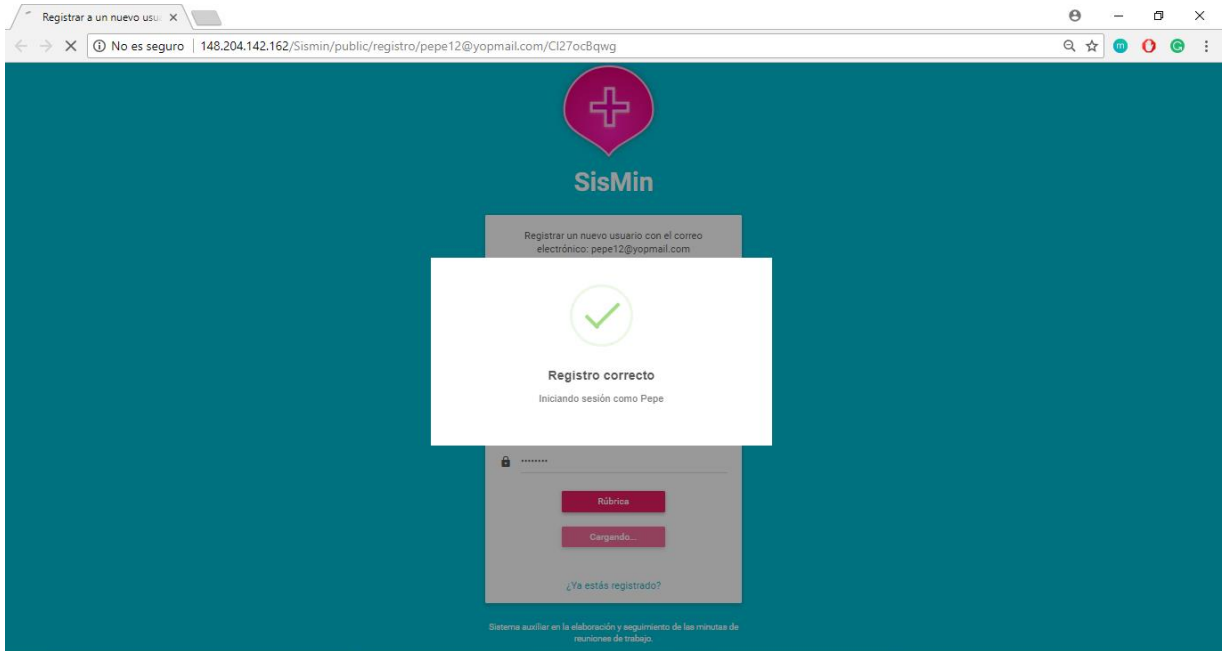 Registrar a un nuevo usu
No es seguro
148.204.142.162/Sismin/public/registro/pepe12@yopmail.com/CI27ocBqwg
SisMin
Registrar un nuevo usuario con el correo
electrónico: pepe12@yopmail.com
Registro correcto
Iniciando sesión como Pepe
Rúbrica
Cargando...
¿Ya estás registrado?
Sistema auxiliar en la elaboración y seguimiento de las minutas de
reuniones de trabajo.